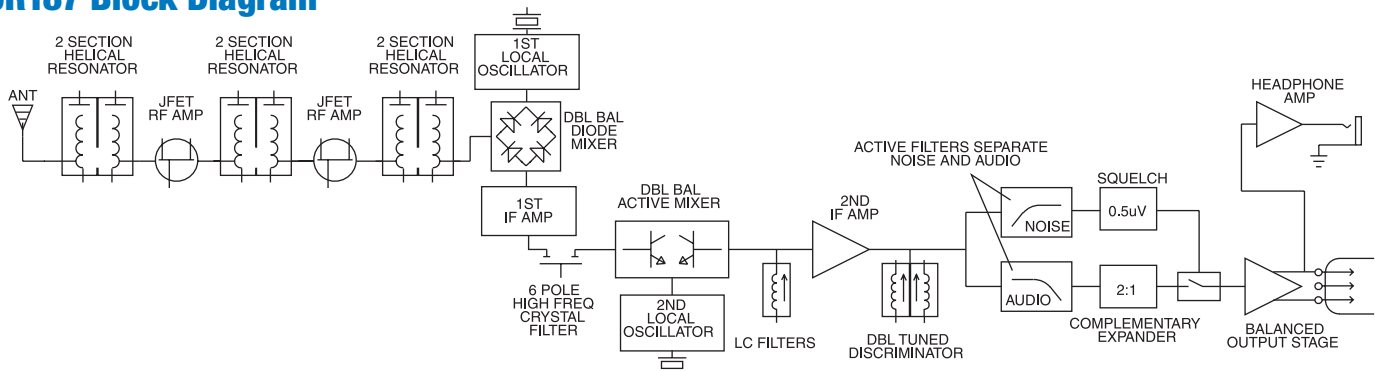 Block Diagram
2 SECTION
HELICAL
RESONATOR
2 SECTION
HELICAL
RESONATOR
2 SECTION
HELICAL
RESONATOR
1ST
LOCAL
OSCILLATOR
ANT
JFET
RF AMP
JFET
RF AMP
DBL BAL
DIODE
MIXER
1ST
IF AMP
6 POLE
HIGH FREQ
CRYSTAL
FILTER
DBL BAL
ACTIVE MIXER
2ND
LOCAL
OSCILLATOR
LC FILTERS
2ND
IF AMP
DBL TUNED
DISCRIMINATOR
ACTIVE FILTERS SEPARATE
NOISE AND AUDIO
NOISE
AUDIO
SQUELCH
0.5uV
2:1
COMPLEMENTARY
EXPANDER
HEADPHONE
AMP
BALANCED
OUTPUT STAGE